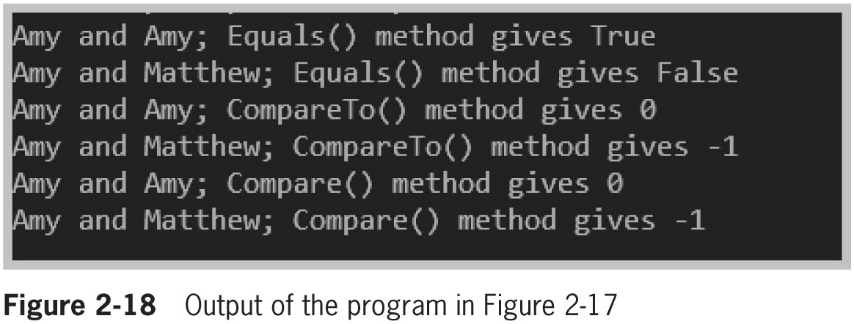 Amy and Amy; Equals() method gives True
Amy and Matthew; Equals() method gives False
Amy and Amy; CompareTo() method gives 0
Amy and Matthew; CompareTo() method gives -1
Amy and Amy; Compare() method gives 0
Amy and Matthew; Compare() method gives -1
Figure 2-18 Output of the program in Figure 2-17